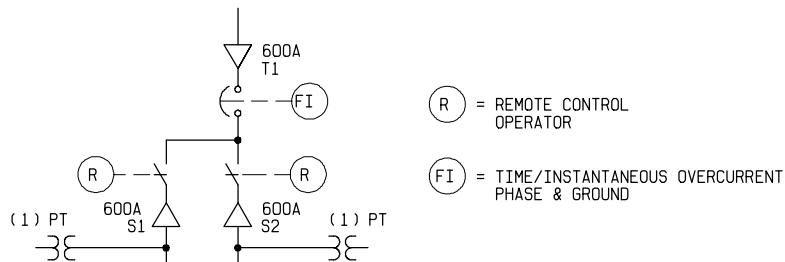 600A
T1
FI
R
R
600A
S1
600A
S2
(1) PT
(1) PT
R = REMOTE CONTROL
OPERATOR
FI = TIME/INSTANTANEOUS OVERCURRENT
PHASE & GROUND